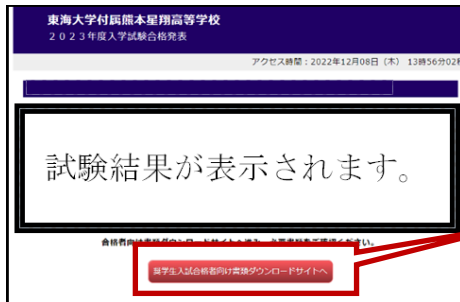 東海大学付属熊本星翔高等学校
２０２３年度入学試験合格発表
アクセス時間：2022年12月08日（木） 13時56分02秒
試験結果が表示されます。
合格者向け書類ダウンロードサイトへ進み、必要書類をご確認ください。
奨学生入試合格者向け書類ダウンロードサイトへ